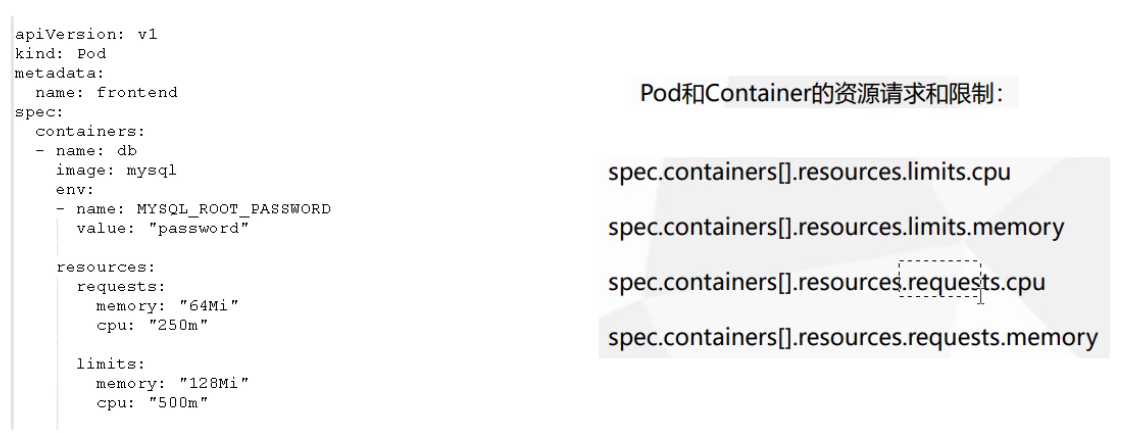 apiVersion: v1
kind: Pod
metadata:
  name: frontend
spec:
  containers:
  - name: db
    image: mysql
    env:
    - name: MYSQL_ROOT_PASSWORD
      value: "password"
    resources:
      requests:
        memory: "64Mi"
        cpu: "250m"
      limits:
        memory: "128Mi"
        cpu: "500m"
Pod和Container的资源请求和限制：
spec.containers[].resources.limits.cpu
spec.containers[].resources.limits.memory
spec.containers[].resources.requests.cpu
spec.containers[].resources.requests.memory